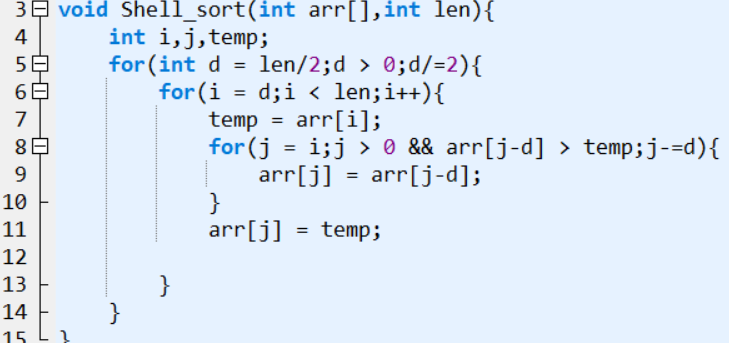 3 void Shell_sort(int arr[],int len){
4     int i,j,temp;
5     for(int d = len/2;d > 0;d/=2){
6         for(i = d;i < len;i++){
7             temp = arr[i];
8             for(j = i;j > 0 && arr[j-d] > temp;j-=d){
9                 arr[j] = arr[j-d];
10             }
11             arr[j] = temp;
12
13         }
14     }
15 }